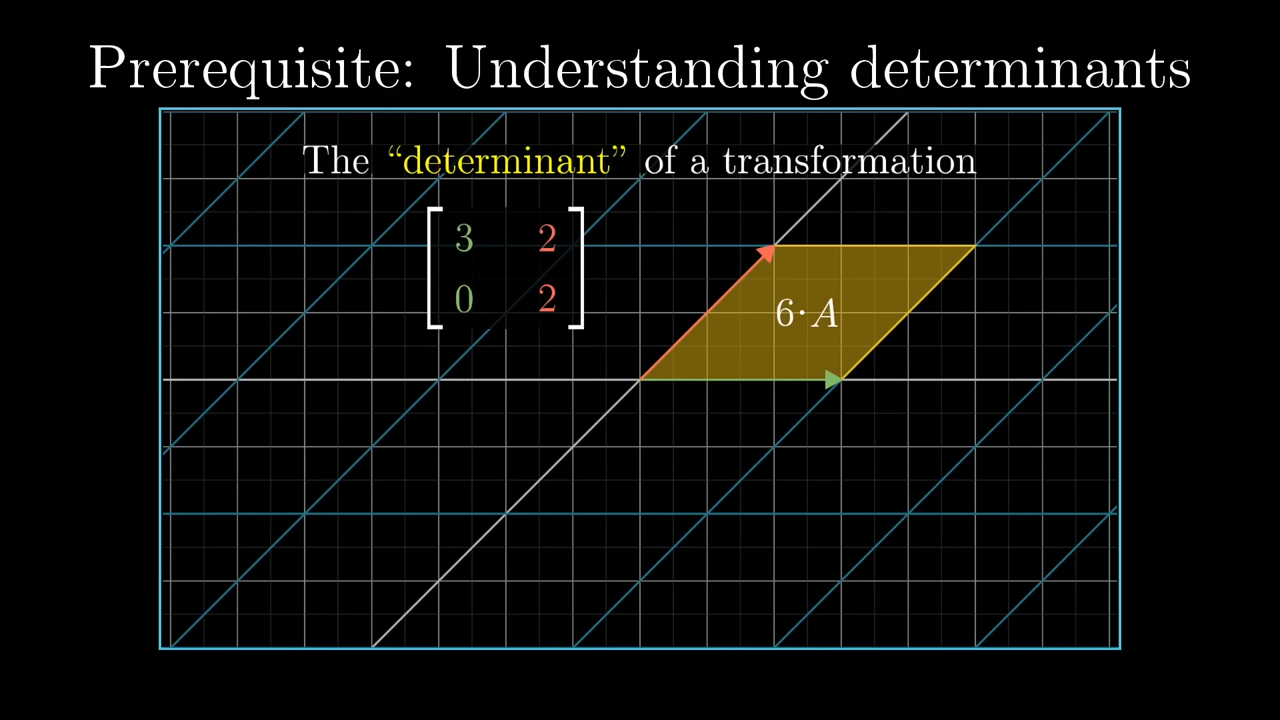 Prerequisite: Understanding determinants
The “determinant” of a transformation
3 2
0 2
6·A